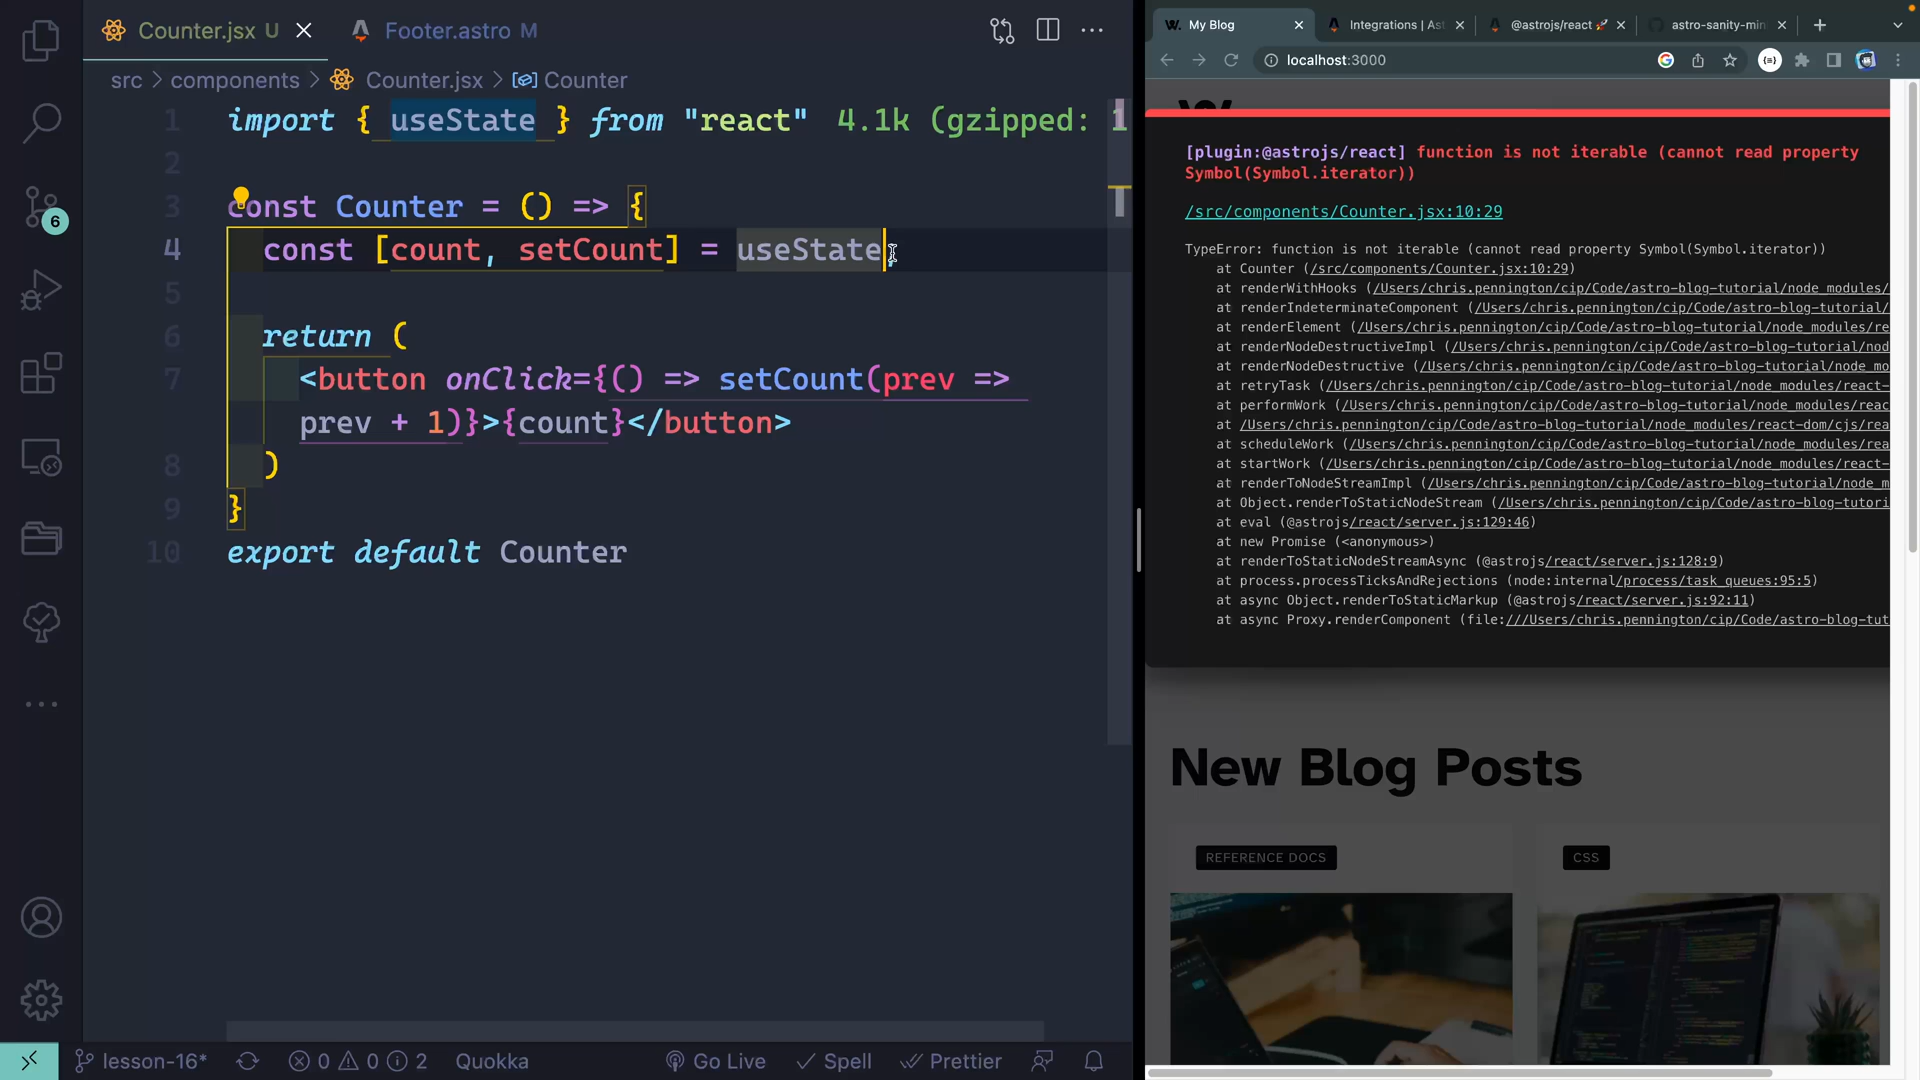 Counter.jsx U
Footer.astro M
src > components > Counter.jsx > Counter
1 import { useState } from "react" 4.1k (gzipped: 1
2
3 const Counter = () => {
4 const [count, setCount] = useState;
5
6 return (
7 <button onClick={() => setCount(prev =>
prev + 1)}>{count}</button>
8 )
9 }
10 export default Counter
6
lesson-16*
0 0 2
Quokka
Go Live
Spell
Prettier
My Blog
Integrations | Ast
@astrojs/react 🚀
astro-sanity-min
localhost:3000
[plugin:@astrojs/react] function is not iterable (cannot read property
Symbol(Symbol.iterator))
/src/components/Counter.jsx:10:29
TypeError: function is not iterable (cannot read property Symbol(Symbol.iterator))
at Counter (/src/components/Counter.jsx:10:29)
at renderWithHooks (/Users/chris.pennington/cip/Code/astro-blog-tutorial/node_modules/
at renderIndeterminateComponent (/Users/chris.pennington/cip/Code/astro-blog-tutorial/
at renderElement (/Users/chris.pennington/cip/Code/astro-blog-tutorial/node_modules/re
at renderNodeDestructiveImpl (/Users/chris.pennington/cip/Code/astro-blog-tutorial/nod
at renderNodeDestructive (/Users/chris.pennington/cip/Code/astro-blog-tutorial/node_mo
at retryTask (/Users/chris.pennington/cip/Code/astro-blog-tutorial/node_modules/react-
at performWork (/Users/chris.pennington/cip/Code/astro-blog-tutorial/node_modules/reac
at /Users/chris.pennington/cip/Code/astro-blog-tutorial/node_modules/react-dom/cjs/rea
at scheduleWork (/Users/chris.pennington/cip/Code/astro-blog-tutorial/node_modules/rea
at startWork (/Users/chris.pennington/cip/Code/astro-blog-tutorial/node_modules/react-
at renderToNodeStreamImpl (/Users/chris.pennington/cip/Code/astro-blog-tutorial/node_m
at Object.renderToStaticNodeStream (/Users/chris.pennington/cip/Code/astro-blog-tutori
at eval (@astrojs/react/server.js:129:46)
at new Promise (<anonymous>)
at renderToStaticNodeStreamAsync (@astrojs/react/server.js:128:9)
at process.processTicksAndRejections (node:internal/process/task_queues:95:5)
at async Object.renderToStaticMarkup (@astrojs/react/server.js:92:11)
at async Proxy.renderComponent (file:///Users/chris.pennington/cip/Code/astro-blog-tut
New Blog Posts
REFERENCE DOCS
CSS